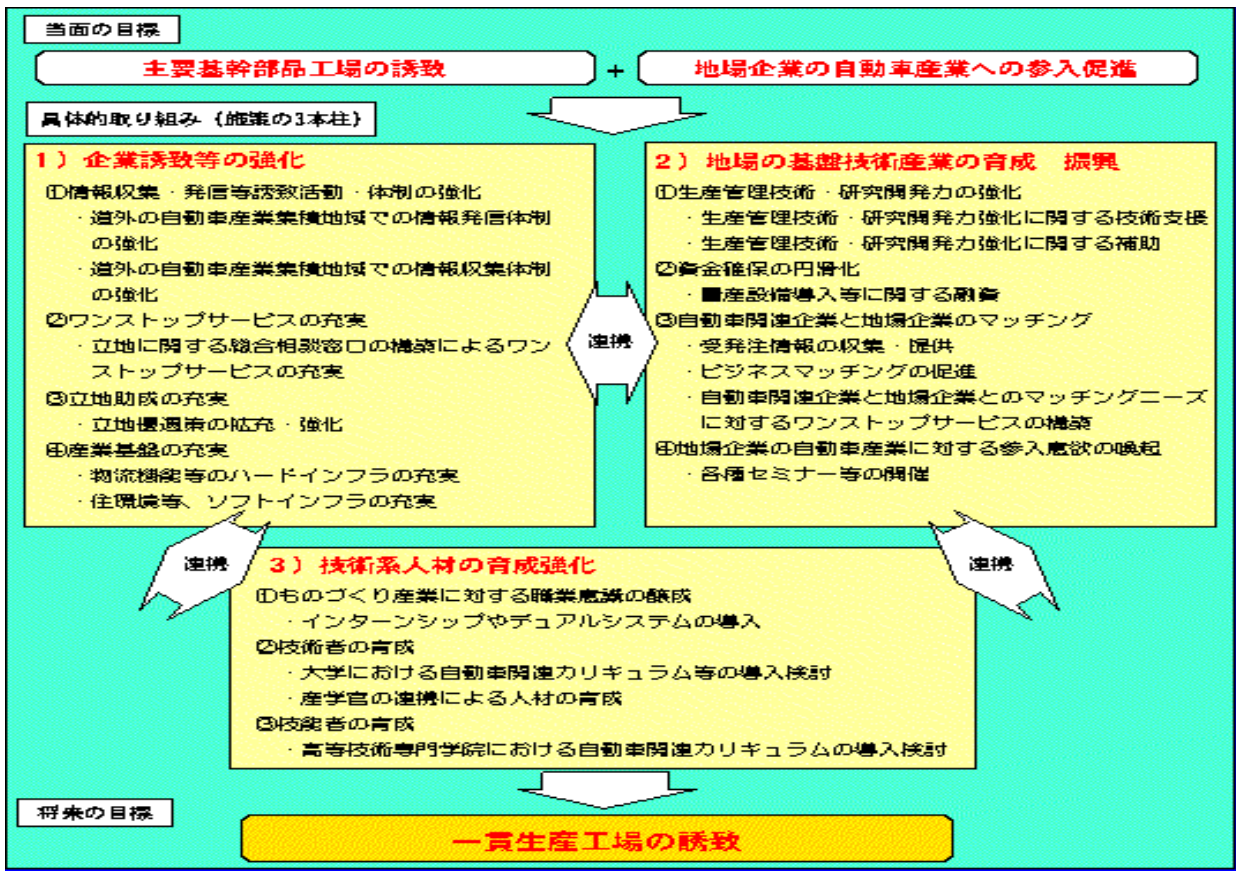 当面の目標
主要基幹部品工場の誘致
+
地場企業の自動車産業への参入促進
具体的取り組み（施策の3本柱）
1）企業誘致等の強化
①情報収集・発信等誘致活動・体制の強化
・道外の自動車産業集積地域での情報発信体制
の強化
・道外の自動車産業集積地域での情報収集体制
の強化
②ワンストップサービスの充実
・立地に関する総合相談窓口の構築によるワン
ストップサービスの充実
③立地助成の充実
・立地優遇策の拡充・強化
④産業基盤の充実
・物流機能等のハードインフラの充実
・住環境等、ソフトインフラの充実
連携
2）地場の基盤技術産業の育成　振興
①生産管理技術・研究開発力の強化
・生産管理技術・研究開発力強化に関する技術支援
・生産管理技術・研究開発力強化に関する補助
②資金確保の円滑化
・量産設備導入等に関する融資
③自動車関連企業と地場企業のマッチング
・受発注情報の収集・提供
・ビジネスマッチングの促進
・自動車関連企業と地場企業とのマッチングニーズ
に対するワンストップサービスの構築
④地場企業の自動車産業に対する参入意欲の喚起
・各種セミナー等の開催
連携
連携
3）技術系人材の育成強化
①ものづくり産業に対する職業意識の醸成
・インターンシップやデュアルシステムの導入
②技術者の育成
・大学における自動車関連カリキュラム等の導入検討
・産学官の連携による人材の育成
③技能者の育成
・高等技術専門学院における自動車関連カリキュラムの導入検討
将来の目標
一貫生産工場の誘致